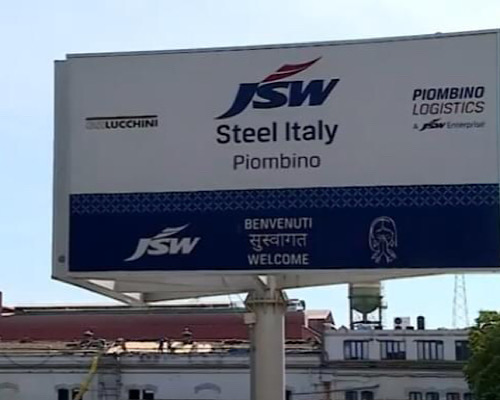 JSW
Steel Italy
Piombino
LUCCHINI
PIOMBINO
LOGISTICS
A JSW Enterprise
JSW
BENVENUTI
सुस्वागत
WELCOME